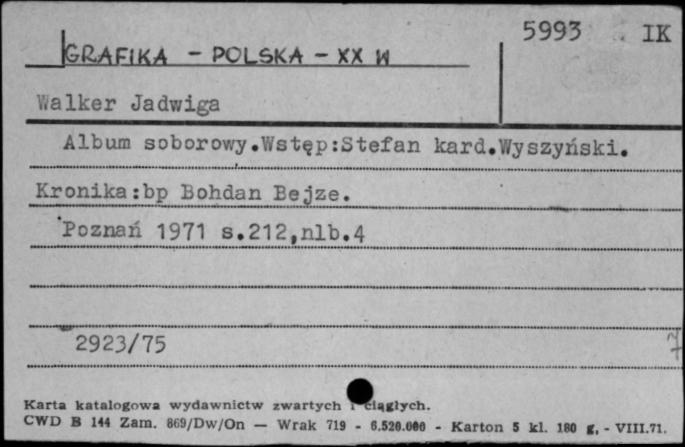 5993 IK
GRAFIKA - POLSKA - XX W
Walker Jadwiga
Album soborowy.Wstęp:Stefan kard.Wyszyński.
Kronika:bp Bohdan Bejze.
Poznań 1971 s.212,nlb.4
2923/75
Karta katalogowa wydawnictw zwartych i ciągłych.
CWD B 144 Zam. 869/Dw/On — Wrak 719 - 6.520.000 - Karton 5 kl. 180 g. - VIII.71.